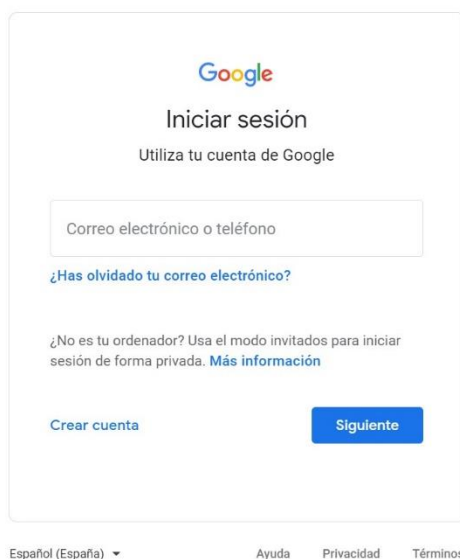 Google
Iniciar sesión
Utiliza tu cuenta de Google
Correo electrónico o teléfono
¿Has olvidado tu correo electrónico?
¿No es tu ordenador? Usa el modo invitados para iniciar
sesión de forma privada. Más información
Crear cuenta
Siguiente
Español (España)
Ayuda
Privacidad
Términos